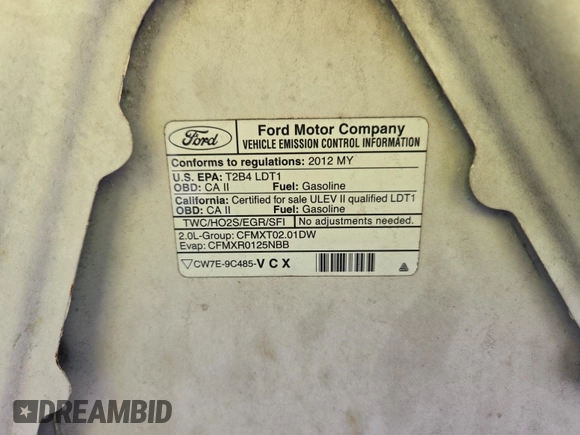 Ford
Ford Motor Company
VEHICLE EMISSION CONTROL INFORMATION
Conforms to regulations: 2012 MY
U.S. EPA: T2B4 LDT1
OBD: CA II Fuel: Gasoline
California: Certified for sale ULEV II qualified LDT1
OBD: CA II Fuel: Gasoline
TWC/HO2S/EGR/SFI No adjustments needed.
2.0L-Group: CFMXT02.01DW
Evap: CFMXR0125NBB
CW7E-9C485-V C X
DREAMBID